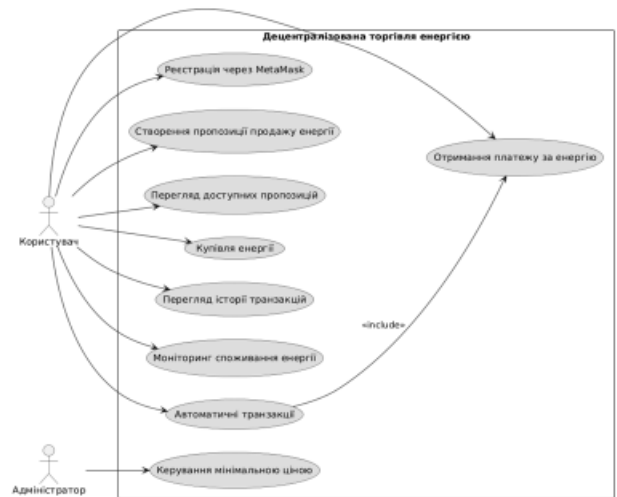 Децентралізована торгівля енергією
Реєстрація через MetaMask
Створення пропозиції продажу енергії
Отримання платежу за енергію
Перегляд доступних пропозицій
Користувач
Купівля енергії
Перегляд історії транзакцій
«include»
Моніторинг споживання енергії
Автоматичні транзакції
Керування мінімальною ціною
Адміністратор